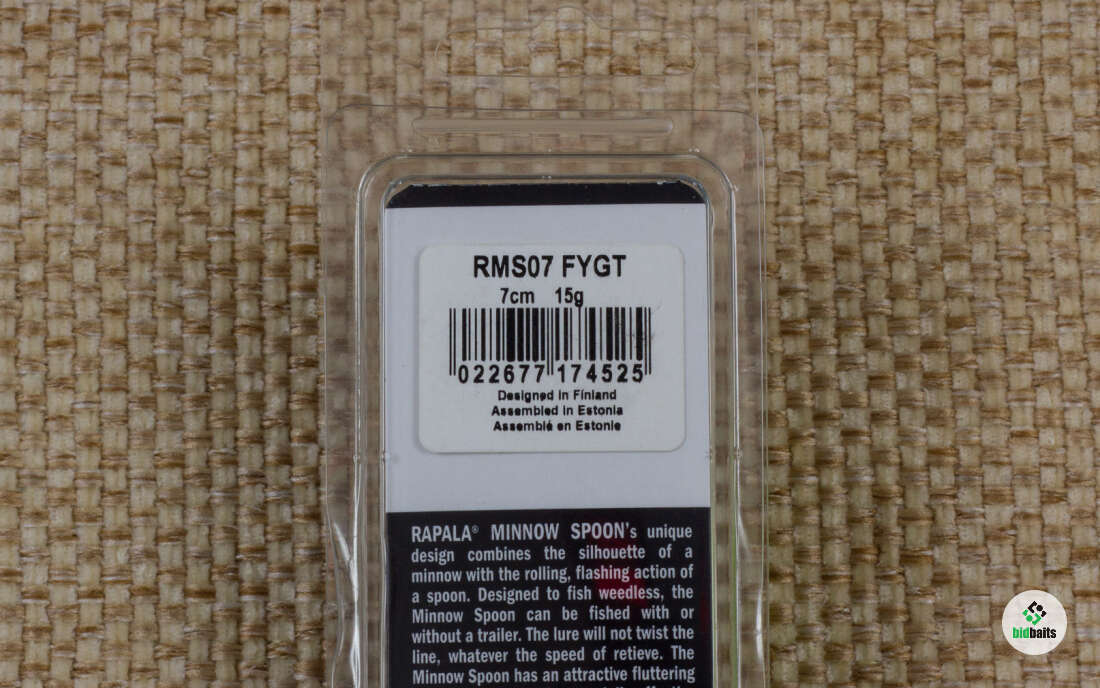 RMS07 FYGT
7cm 15g
022677 174525
Designed in Finland
Assembled in Estonia
Assemblé en Estonie
RAPALA® MINNOW SPOON's unique
design combines the silhouette of a
minnow with the rolling, flashing action of
a spoon. Designed to fish weedless, the
Minnow Spoon can be fished with or
without a trailer. The lure will not twist the
line, whatever the speed of retieve. The
Minnow Spoon has an attractive fluttering
bidbaits